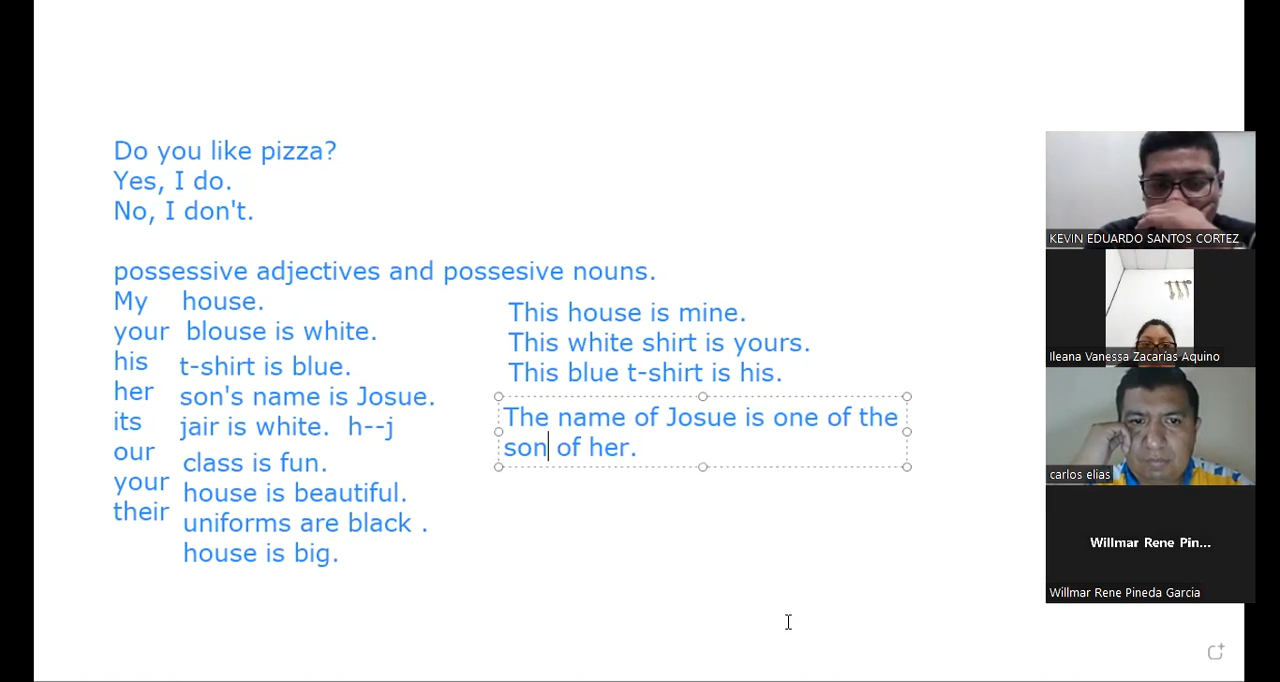 Do you like pizza?
Yes, I do.
No, I don't.
possessive adjectives and possesive nouns.
My house.
your blouse is white.
his t-shirt is blue.
her son's name is Josue.
its jair is white. h--j
our class is fun.
your house is beautiful.
their uniforms are black .
house is big.
This house is mine.
This white shirt is yours.
This blue t-shirt is his.
The name of Josue is one of the
son of her.
KEVIN EDUARDO SANTOS CORTEZ
Ileana Vanessa Zacarías Aquino
carlos elias
Willmar Rene Pin...
Willmar Rene Pineda Garcia